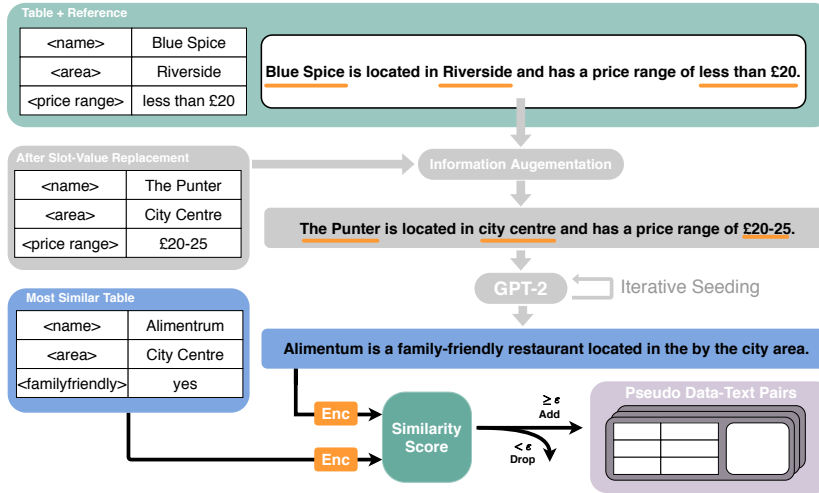 Table + Reference
<name> Blue Spice
<area> Riverside
<price range> less than £20
Blue Spice is located in Riverside and has a price range of less than £20.
After Slot-Value Replacement
<name> The Punter
<area> City Centre
<price range> £20-25
Information Augementation
The Punter is located in city centre and has a price range of £20-25.
GPT-2
Iterative Seeding
Most Similar Table
<name> Alimentrum
<area> City Centre
<familyfriendly> yes
Alimentum is a family-friendly restaurant located in the by the city area.
Enc
Enc
Similarity
Score
≥ ε
Add
< ε
Drop
Pseudo Data-Text Pairs